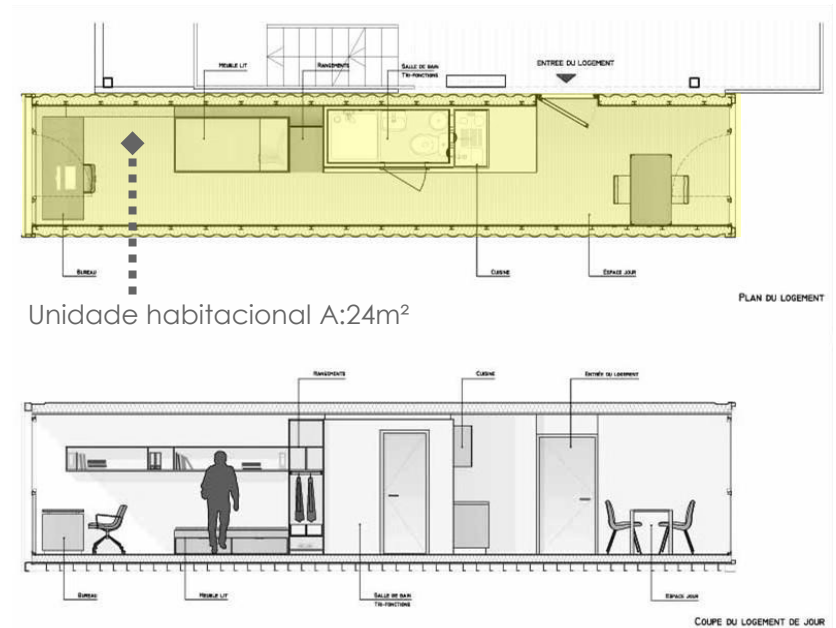 MEUBLE LIT
RANGEMENTS
SALLE DE BAIN
TRI-FONCTIONS
ENTREE DU LOGEMENT
BUREAU
CUISINE
ESPACE JOUR
PLAN DU LOGEMENT
Unidade habitacional A:24m²
RANGEMENTS
CUISINE
ENTRÉE DU LOGEMENT
BUREAU
MEUBLE LIT
SALLE DE BAIN
TRI-FONCTIONS
ESPACE JOUR
COUPE DU LOGEMENT DE JOUR